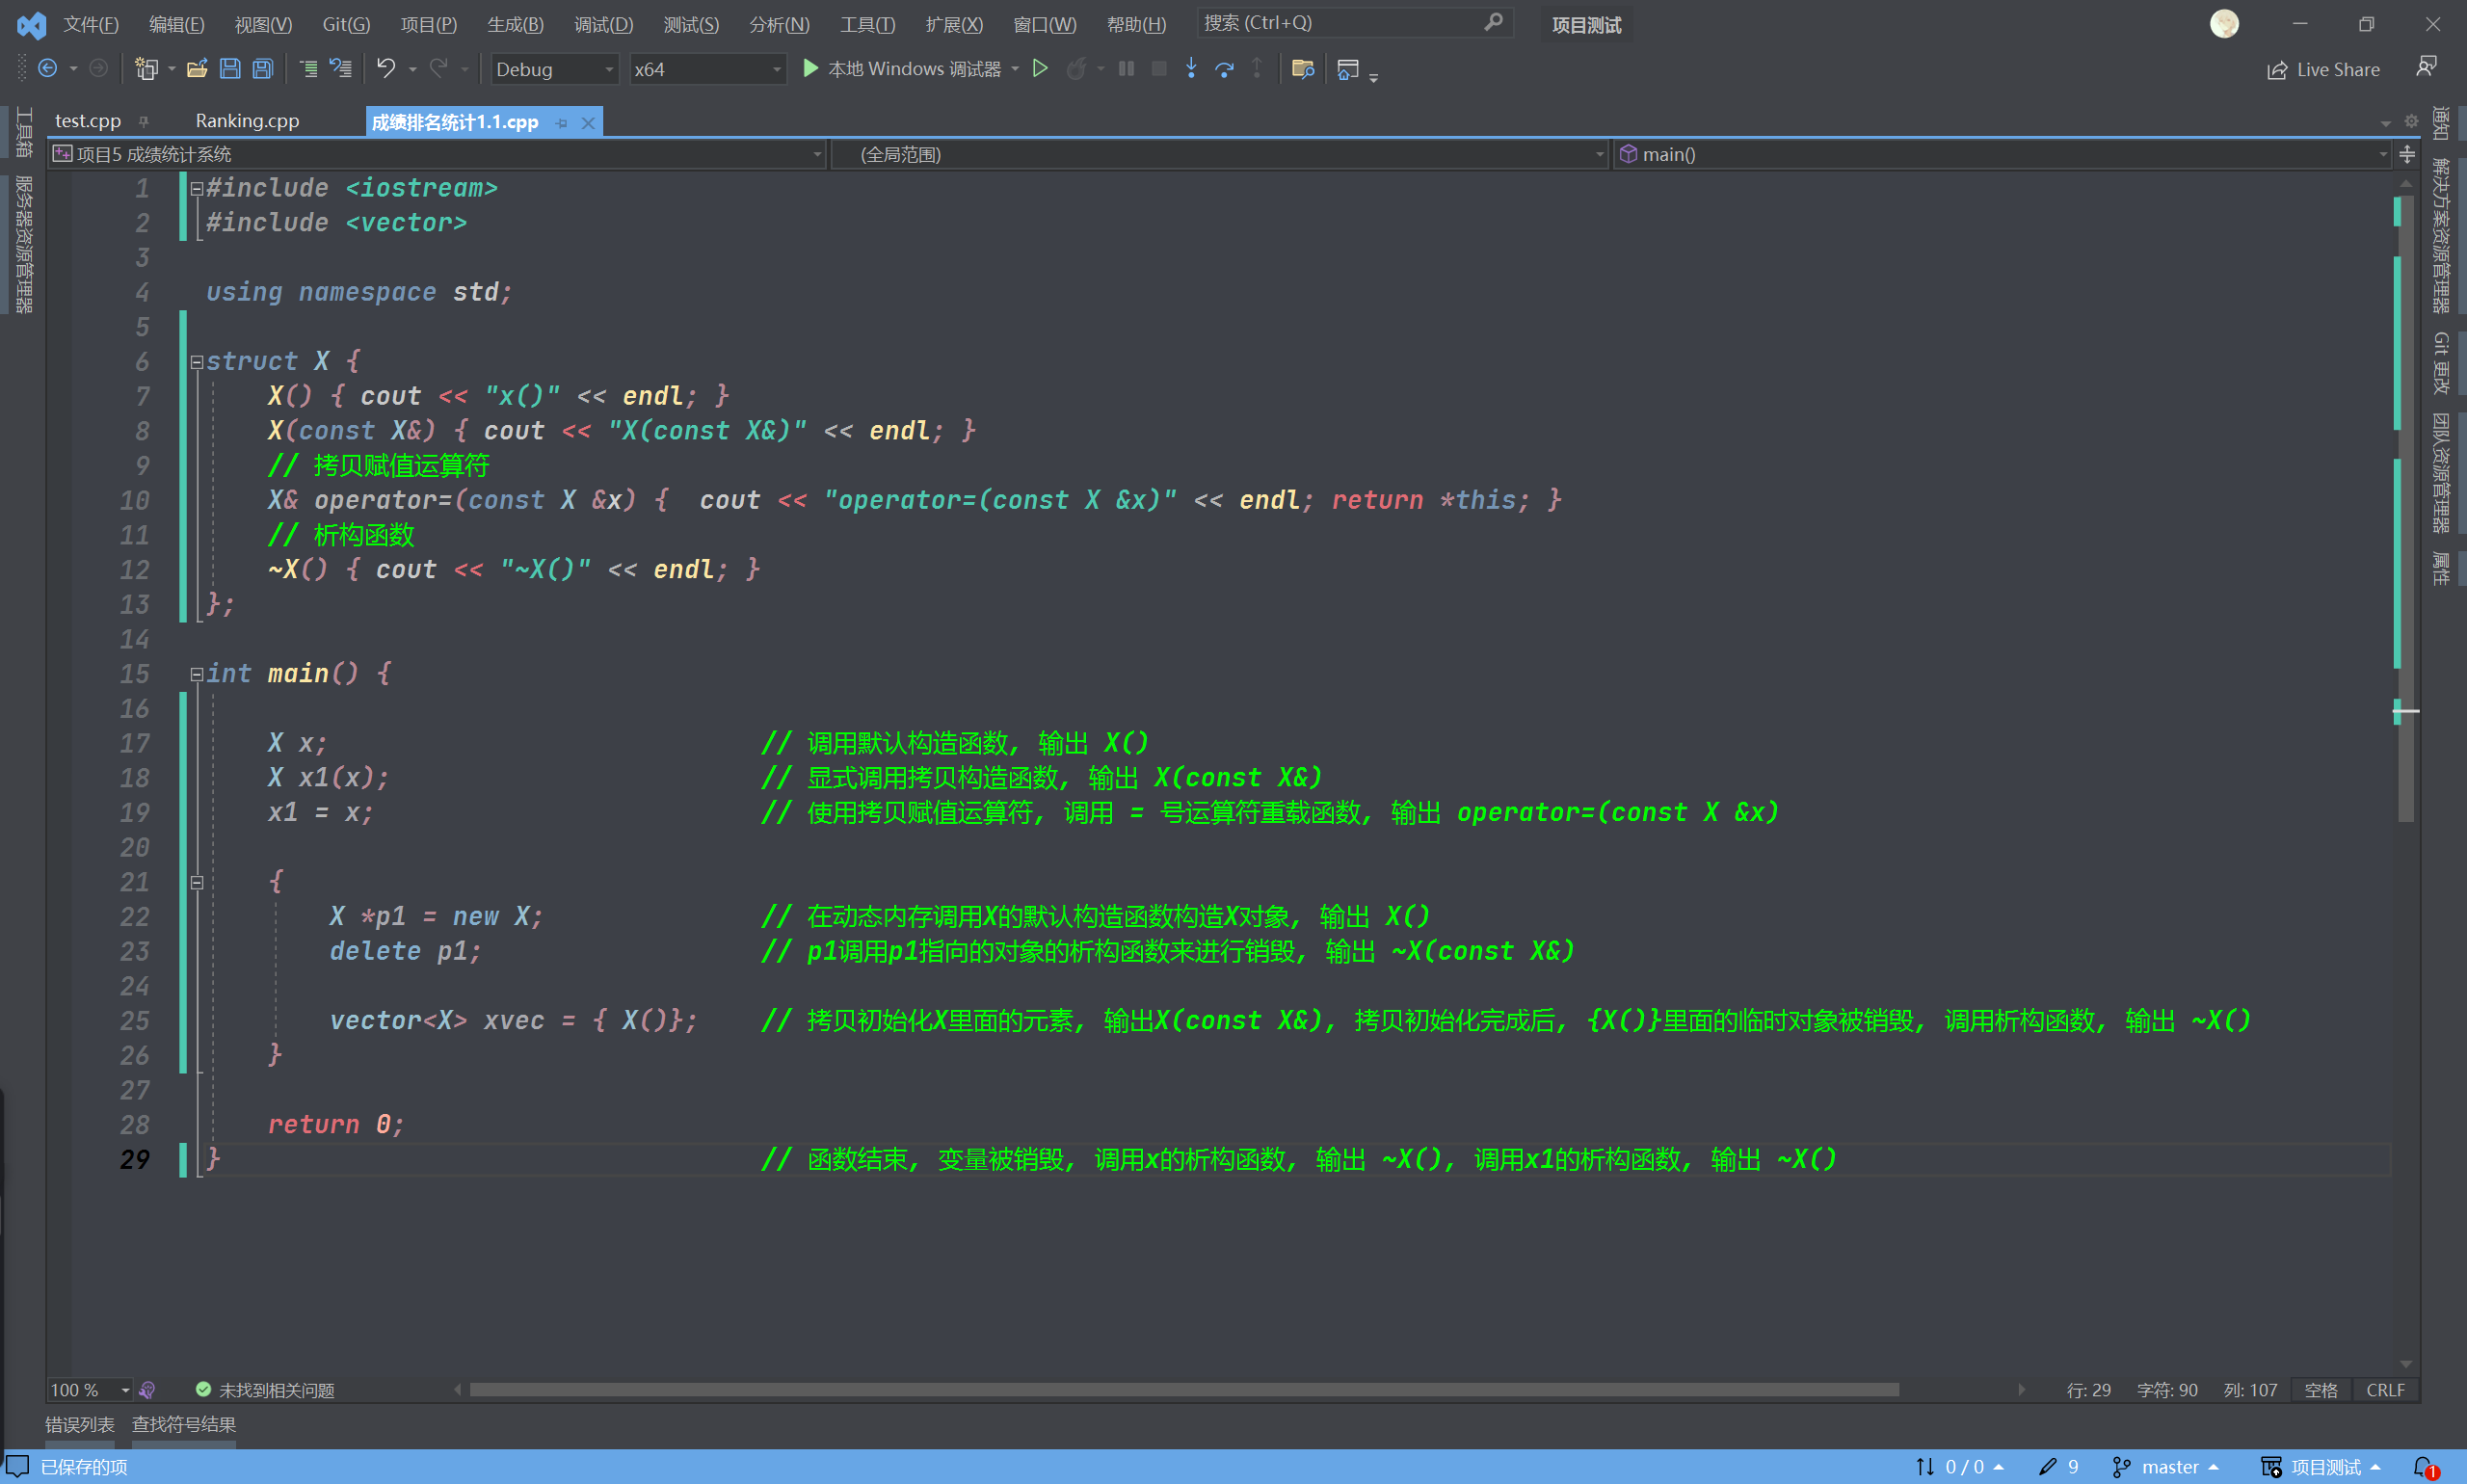 文件(F) 编辑(E) 视图(V) Git(G) 项目(P) 生成(B) 调试(D) 测试(S) 分析(N) 工具(T) 扩展(X) 窗口(W) 帮助(H) 搜索 (Ctrl+Q) 项目测试
Debug x64 本地 Windows 调试器 Live Share
test.cpp Ranking.cpp 成绩排名统计1.1.cpp
项目5 成绩统计系统 (全局范围) main()
工具箱
服务器资源管理器
1 #include <iostream>
2 #include <vector>
3
4 using namespace std;
5
6 struct X {
7 X() { cout << "x()" << endl; }
8 X(const X&) { cout << "X(const X&)" << endl; }
9 // 拷贝赋值运算符
10 X& operator=(const X &x) {  cout << "operator=(const X &x)" << endl; return *this; }
11 // 析构函数
12 ~X() { cout << "~X()" << endl; }
13 };
14
15 int main() {
16
17 X x; // 调用默认构造函数, 输出 X()
18 X x1(x); // 显式调用拷贝构造函数, 输出 X(const X&)
19 x1 = x; // 使用拷贝赋值运算符, 调用 = 号运算符重载函数, 输出 operator=(const X &x)
20
21 {
22 X *p1 = new X; // 在动态内存调用X的默认构造函数构造X对象, 输出 X()
23 delete p1; // p1调用p1指向的对象的析构函数来进行销毁, 输出 ~X(const X&)
24
25 vector<X> xvec = { X()}; // 拷贝初始化X里面的元素, 输出X(const X&), 拷贝初始化完成后, {X()}里面的临时对象被销毁, 调用析构函数, 输出 ~X()
26 }
27
28 return 0;
29 } // 函数结束, 变量被销毁, 调用x的析构函数, 输出 ~X(), 调用x1的析构函数, 输出 ~X()
通知
解决方案资源管理器
Git 更改
团队资源管理器
属性
100 % 未找到相关问题 行: 29 字符: 90 列: 107 空格 CRLF
错误列表 查找符号结果
已保存的项 0 / 0 9 master 项目测试 1